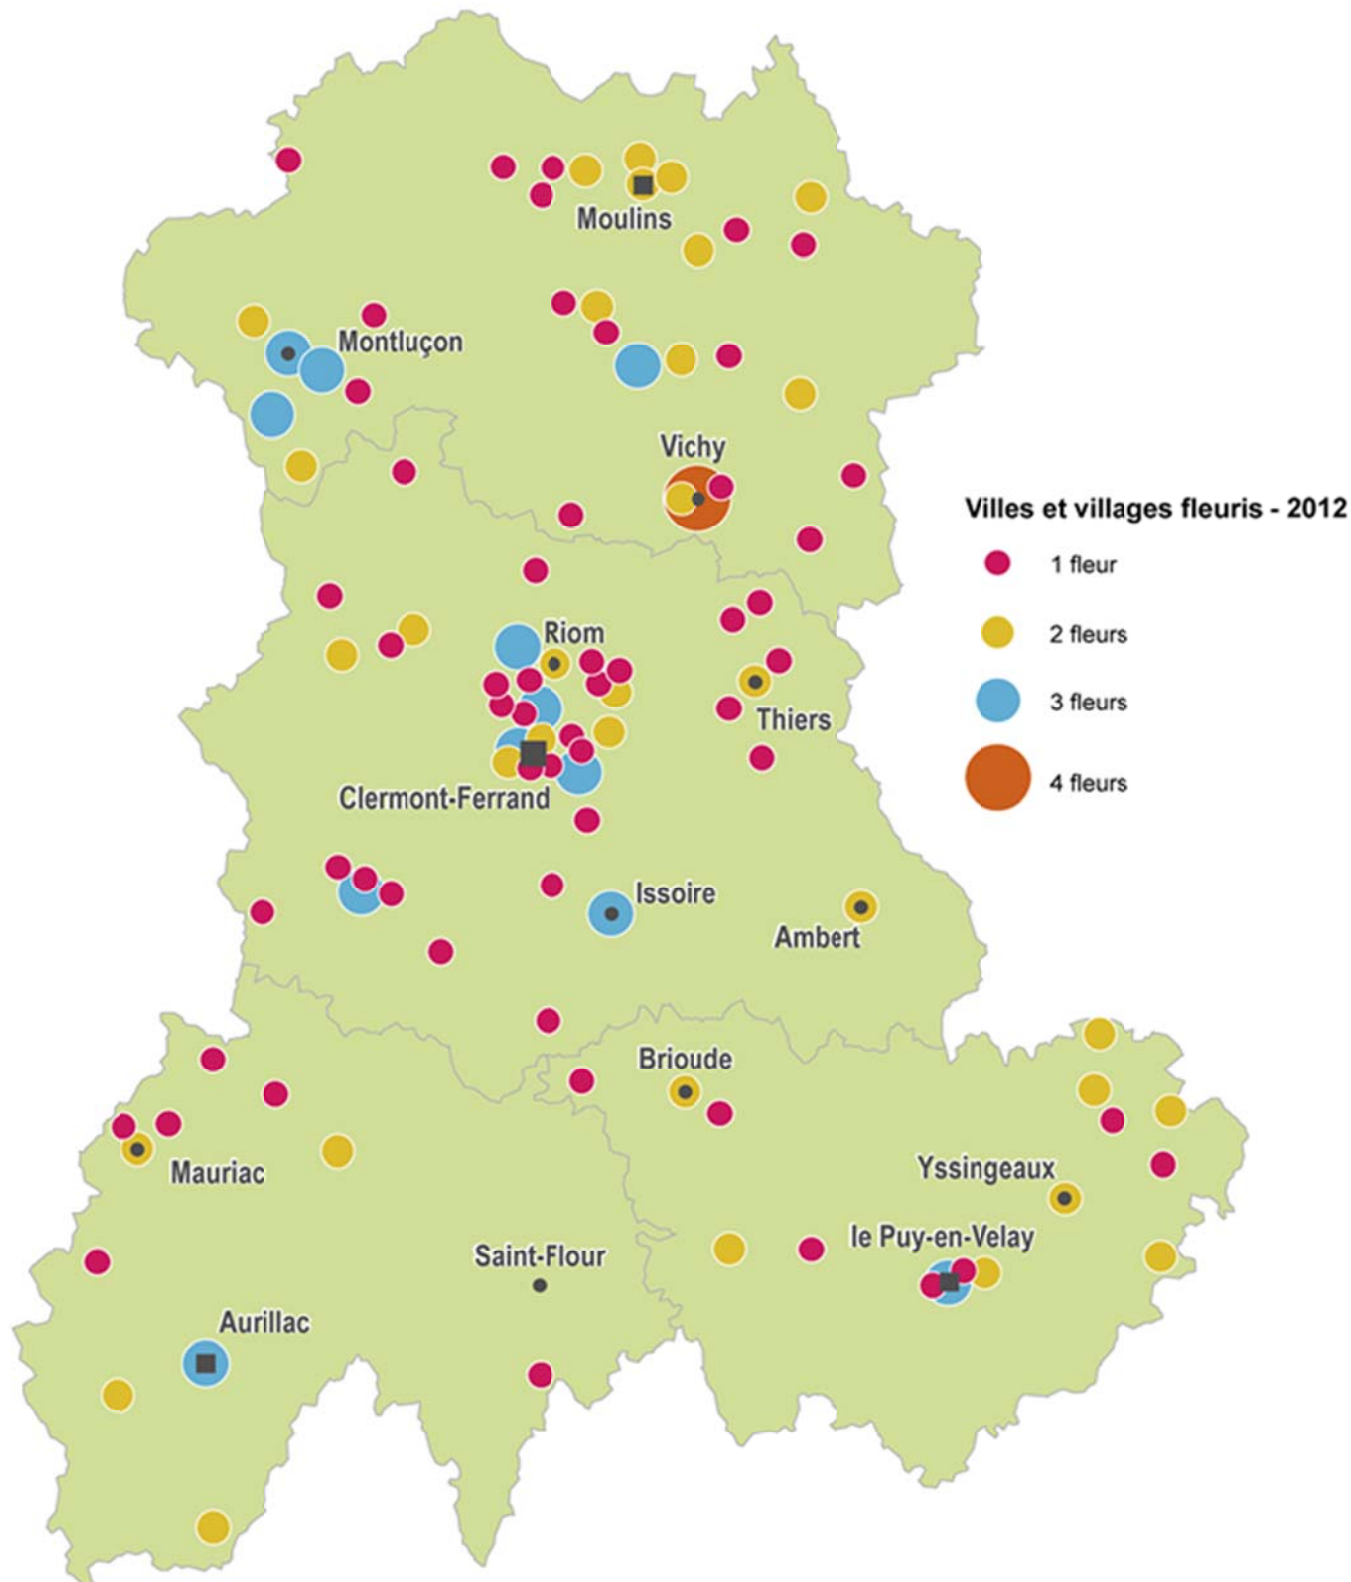 Moulins
Montluçon
Vichy
Villes et villages fleuris - 2012
1 fleur
2 fleurs
3 fleurs
4 fleurs
Riom
Thiers
Clermont-Ferrand
Issoire
Ambert
Brioude
Mauriac
Yssingeaux
le Puy-en-Velay
Saint-Flour
Aurillac